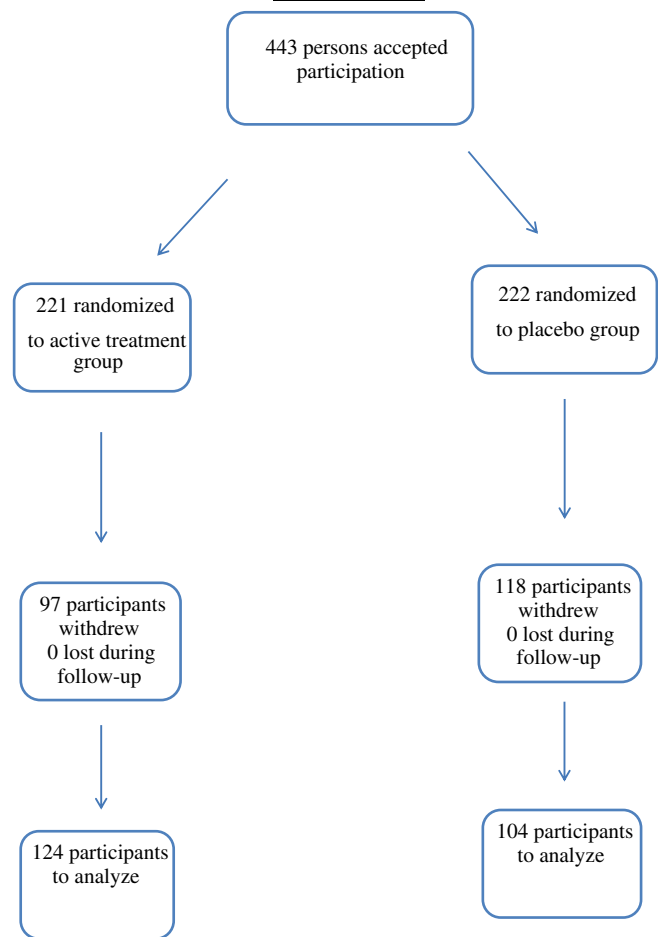 443 persons accepted
participation
221 randomized
to active treatment
group
222 randomized
to placebo group
97 participants
withdrew
0 lost during
follow-up
118 participants
withdrew
0 lost during
follow-up
124 participants
to analyze
104 participants
to analyze